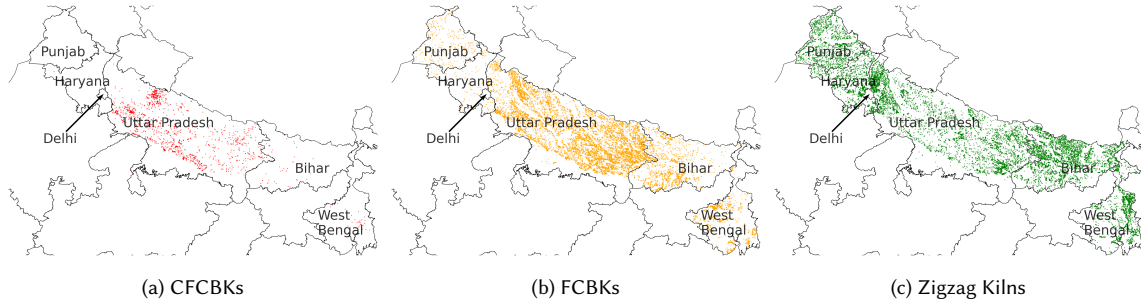 Punjab
Haryana
Delhi
Uttar Pradesh
Bihar
West
Bengal
(a) CFCBKs
Punjab
Haryana
Delhi
Uttar Pradesh
Bihar
West
Bengal
(b) FCBKs
Punjab
Haryana
Delhi
Uttar Pradesh
Bihar
West
Bengal
(c) Zigzag Kilns